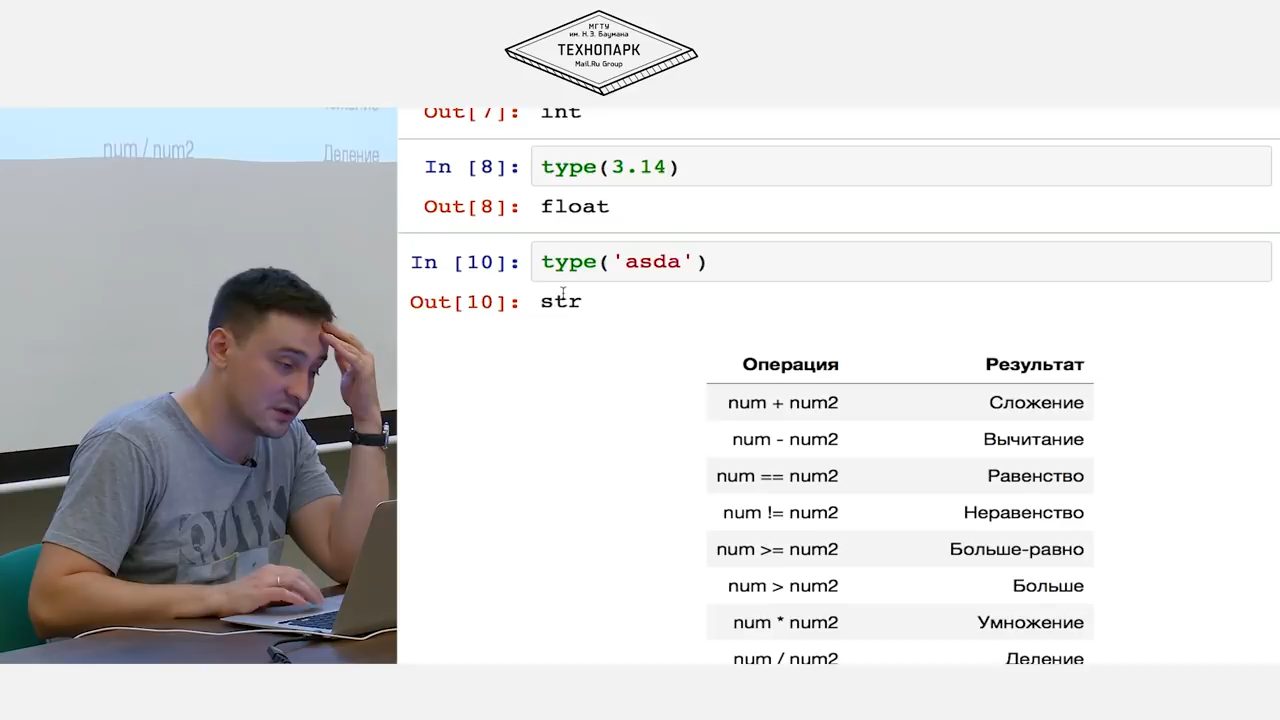 МГТУ
им. Н.Э. Баумана
ТЕХНОПАРК
Mail.Ru Group
num / num2 Деление
Out[7]: int
In [8]: type(3.14)
Out[8]: float
In [10]: type('asda')
Out[10]: str
Операция Результат
num + num2 Сложение
num - num2 Вычитание
num == num2 Равенство
num != num2 Неравенство
num >= num2 Больше-равно
num > num2 Больше
num * num2 Умножение
num / num2 Деление